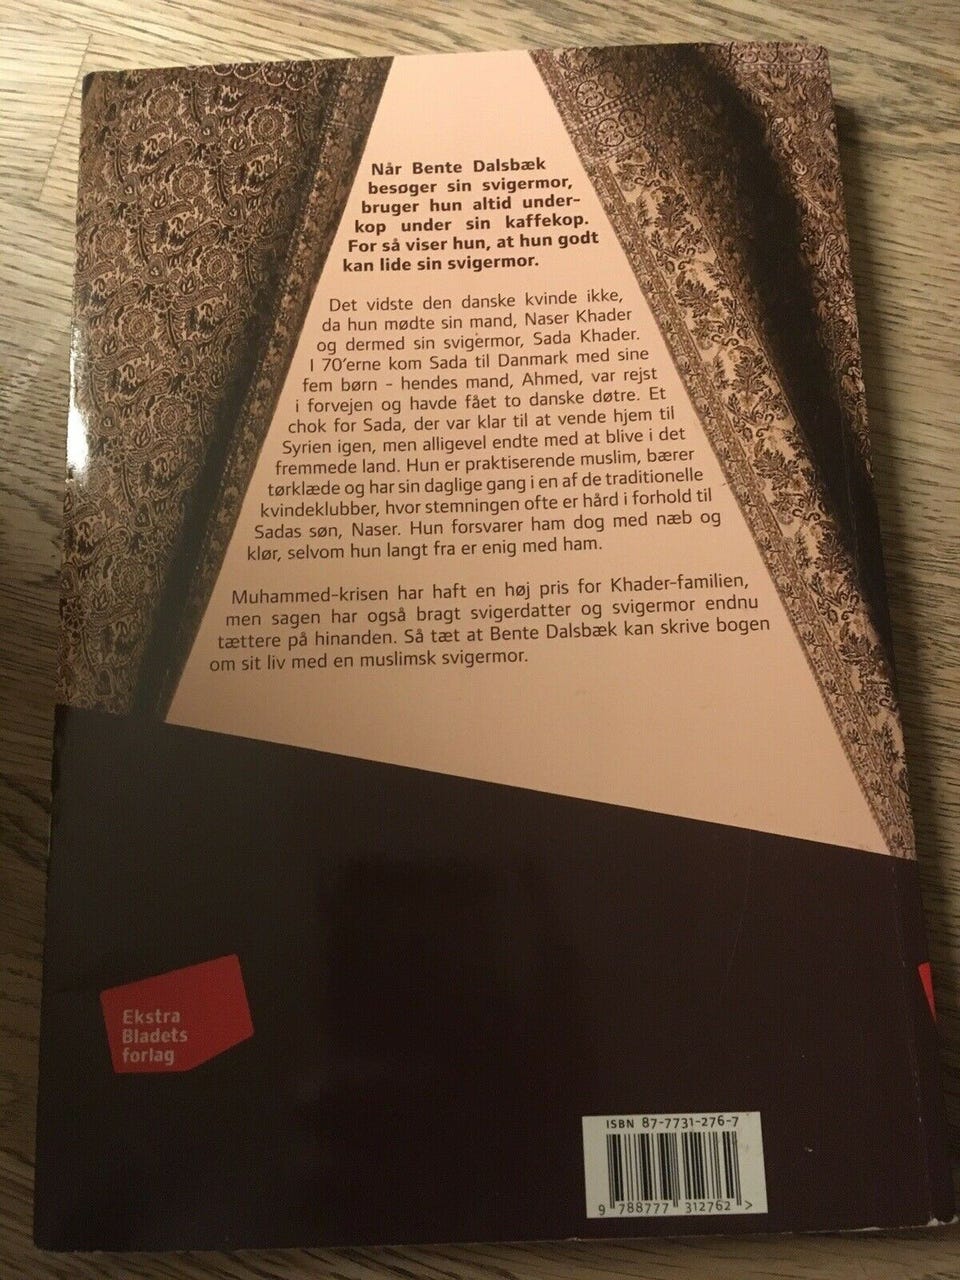 Når Bente Dalsbæk
besøger sin svigermor,
bruger hun altid under-
kop under sin kaffekop.
For så viser hun, at hun godt
kan lide sin svigermor.
Det vidste den danske kvinde ikke,
da hun mødte sin mand, Naser Khader
og dermed sin svigermor, Sada Khader.
I 70'erne kom Sada til Danmark med sine
fem børn - hendes mand, Ahmed, var rejst
i forvejen og havde fået to danske døtre. Et
chok for Sada, der var klar til at vende hjem til
Syrien igen, men alligevel endte med at blive i det
fremmede land. Hun er praktiserende muslim, bærer
tørklæde og har sin daglige gang i en af de traditionelle
kvindeklubber, hvor stemningen ofte er hård i forhold til
Sadas søn, Naser. Hun forsvarer ham dog med næb og
klør, selvom hun langt fra er enig med ham.
Muhammed-krisen har haft en høj pris for Khader-familien,
men sagen har også bragt svigerdatter og svigermor endnu
tættere på hinanden. Så tæt at Bente Dalsbæk kan skrive bogen
om sit liv med en muslimsk svigermor.
Ekstra
Bladets
forlag
ISBN 87-7731-276-7
9 788777 312762 >